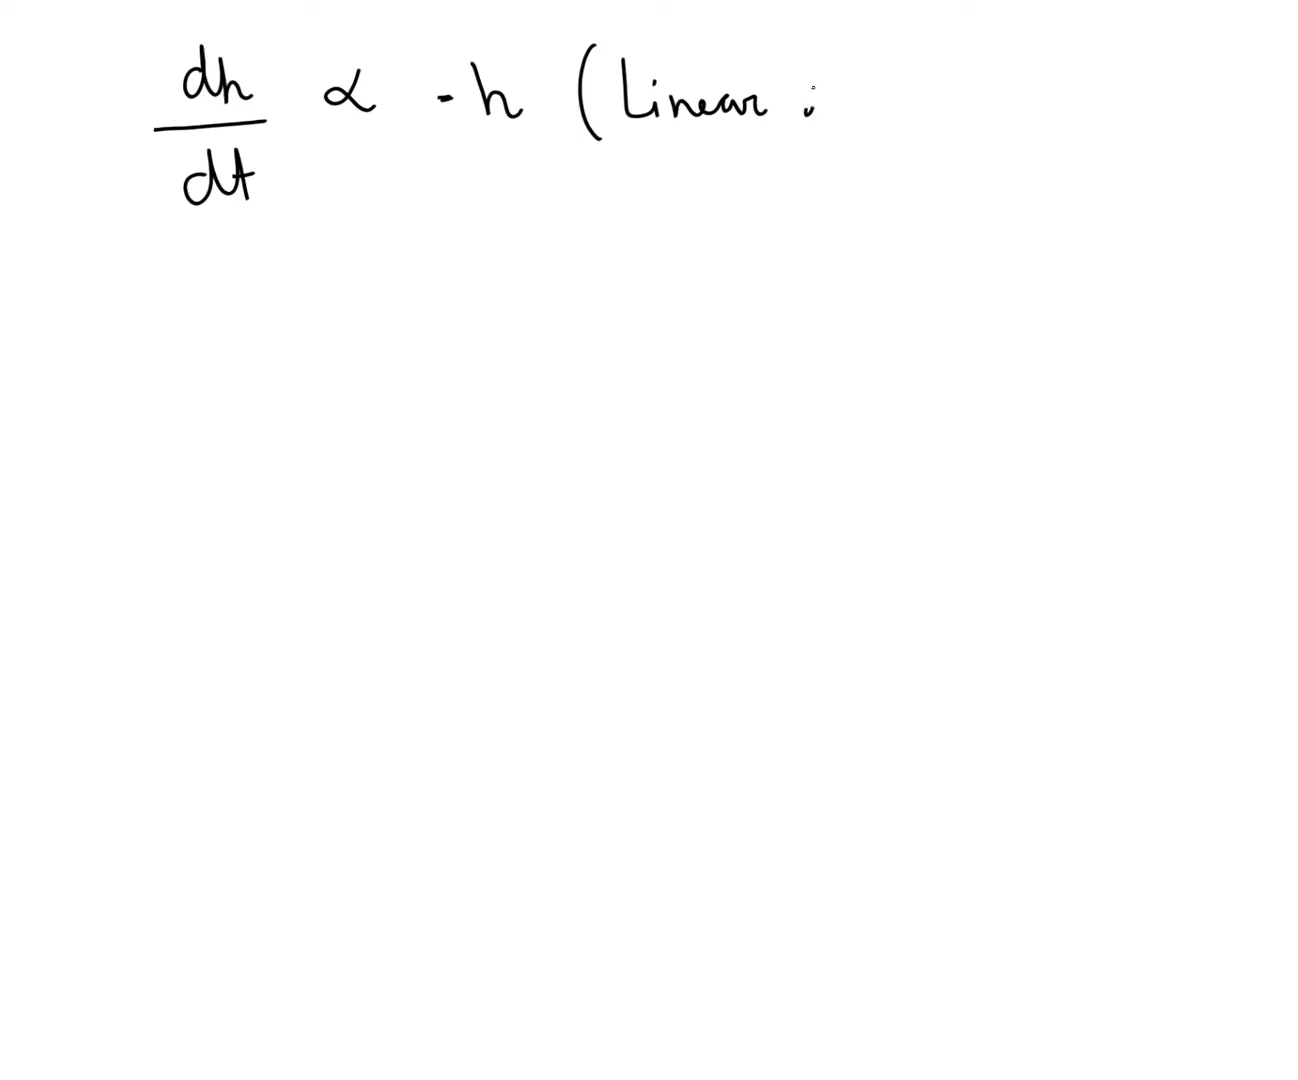 dh/dt ∝ -h (Linear